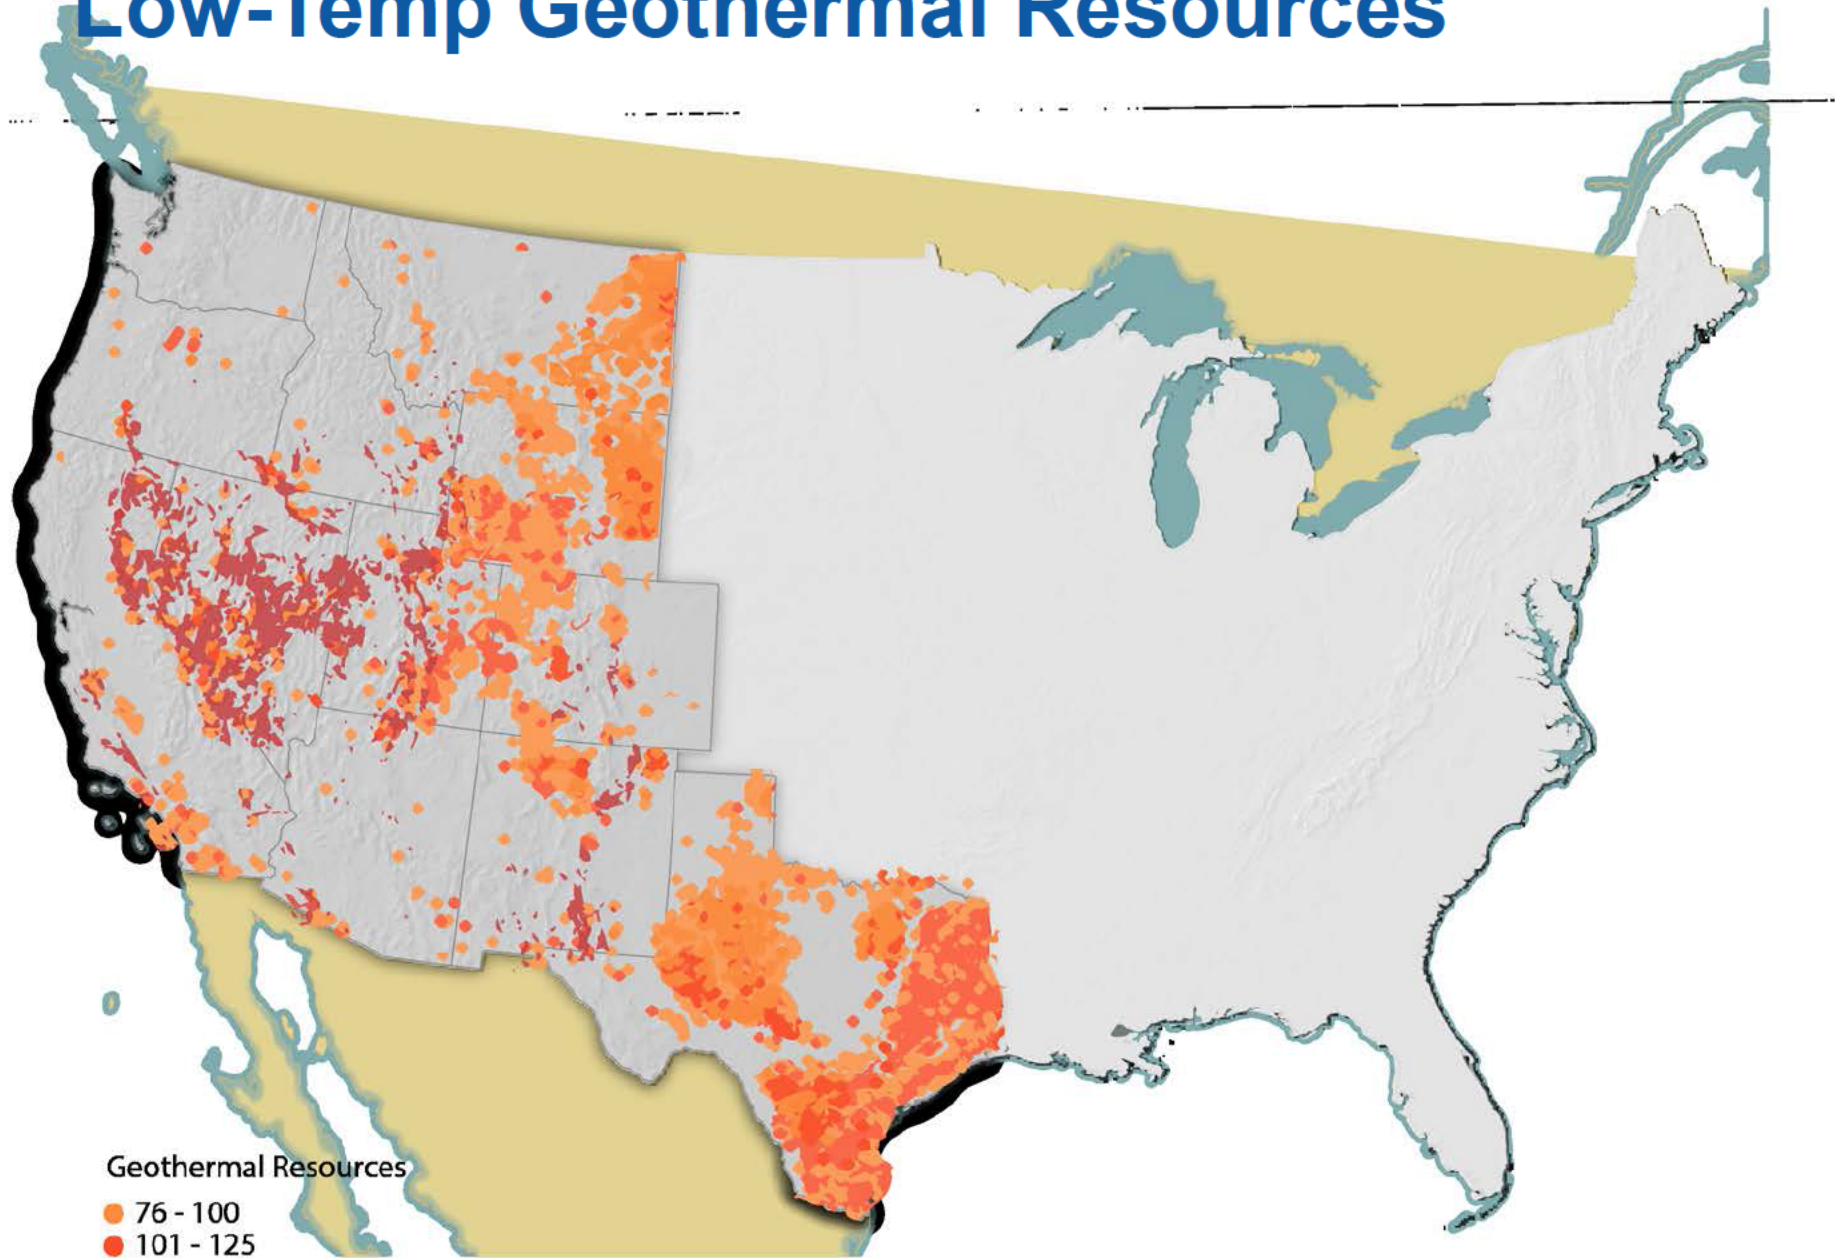 Low-Temp Geothermal Resources
Geothermal Resources
76 - 100
101 - 125